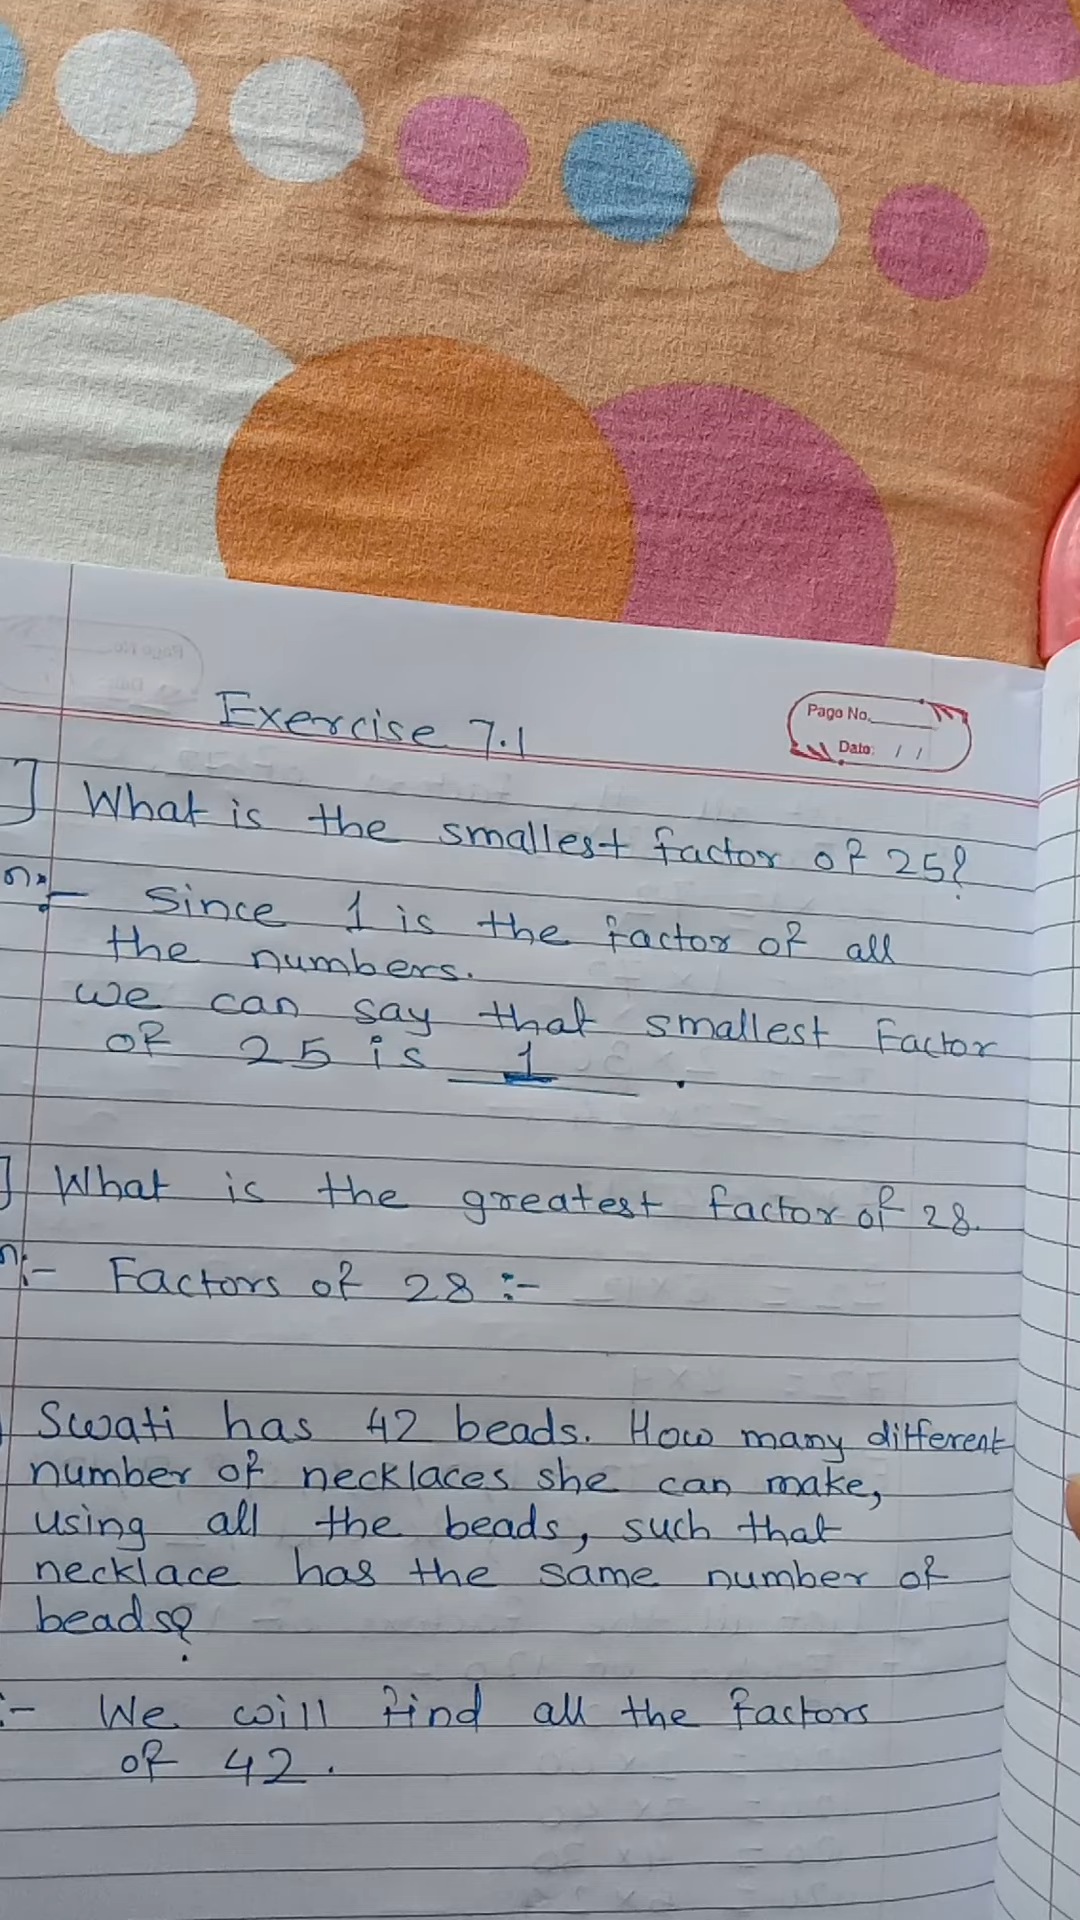 Exercise 7.1
Page No.
Date: / /
] What is the smallest factor of 25?
n:- Since 1 is the factor of all
the numbers.
we can say that smallest Factor
of 25 is 1 .
] What is the greatest factor of 28.
n:- Factors of 28 :-
Swati has 42 beads. How many different
number of necklaces she can make,
using all the beads, such that
necklace has the same number of
beads?
:- We will find all the factors
of 42.